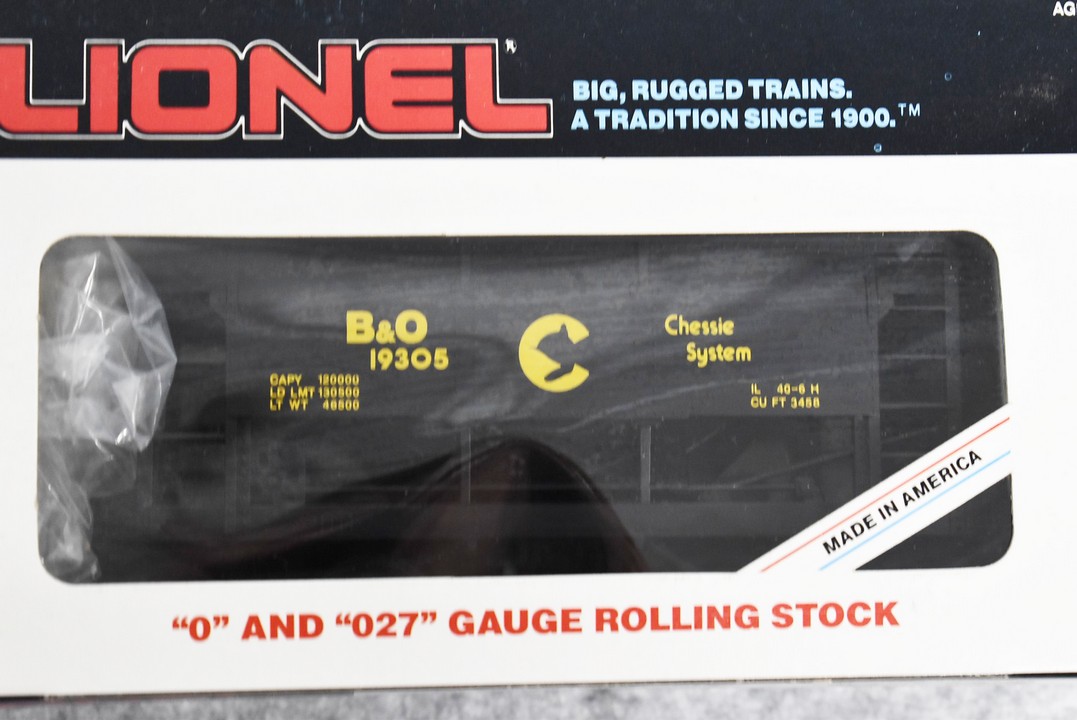 LIONEL
BIG, RUGGED TRAINS.
A TRADITION SINCE 1900.™
B&O
19305
CAPY 120000
LD LMT 130500
LT WT 48500
Chessie
System
IL 40-6 H
CU FT 3458
MADE IN AMERICA
“0” AND “027” GAUGE ROLLING STOCK